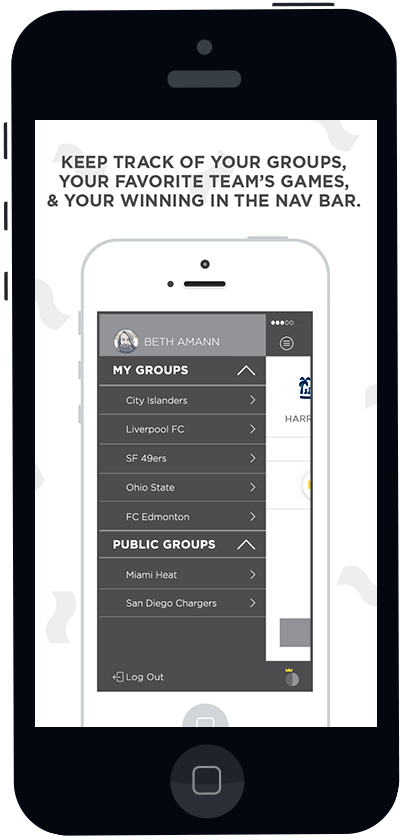 KEEP TRACK OF YOUR GROUPS,
YOUR FAVORITE TEAM'S GAMES,
& YOUR WINNING IN THE NAV BAR.
BETH AMANN
MY GROUPS
HARR
City Islanders
Liverpool FC
SF 49ers
Ohio State
FC Edmonton
PUBLIC GROUPS
Miami Heat
San Diego Chargers
Log Out